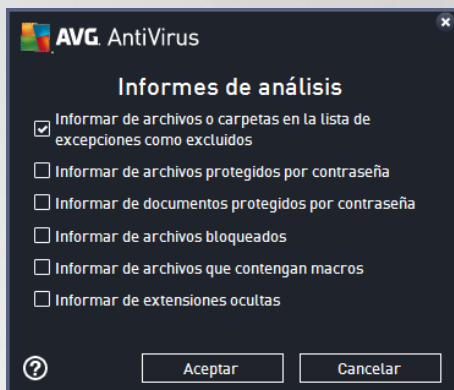 AVG. AntiVirus
Informes de análisis
Informar de archivos o carpetas en la lista de
excepciones como excluidos
Informar de archivos protegidos por contraseña
Informar de documentos protegidos por contraseña
Informar de archivos bloqueados
Informar de archivos que contengan macros
Informar de extensiones ocultas
?
Aceptar
Cancelar